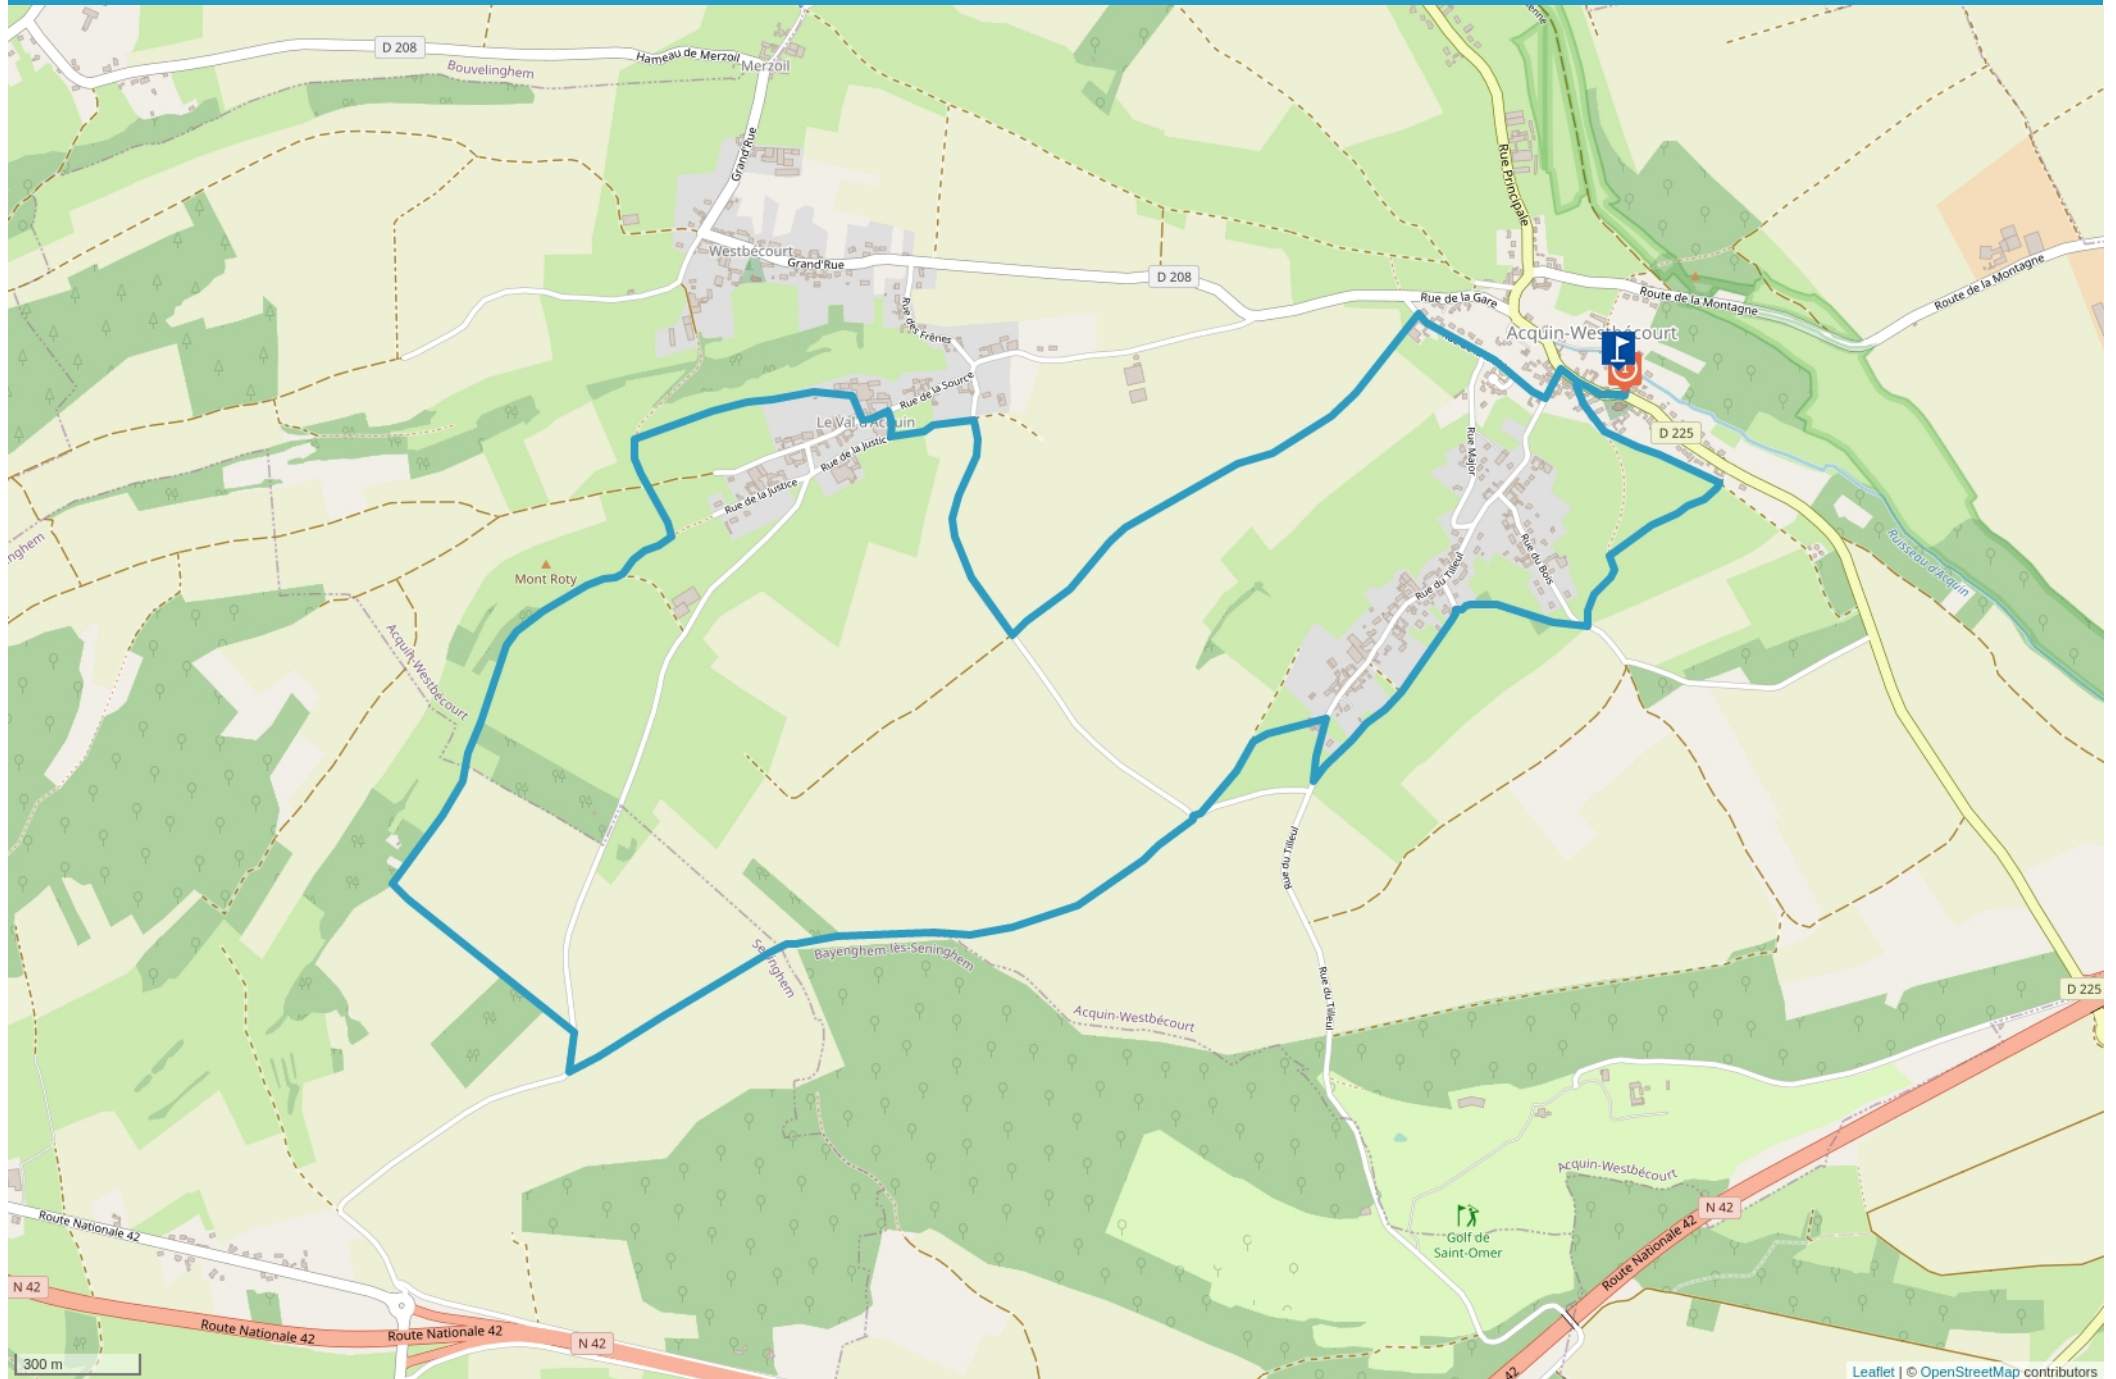 D 208
Hameau de Merzoil
Merzoil
Bouvelinghem
Grand'Rue
Rue Principale
Westbécourt
Grand'Rue
D 208
Route de la Montagne
Rue de la Gare
Route de la Montagne
Rue des Frênes
Acquin-Westbécourt
Rue de la Source
Le Val d'Acquin
D 225
Rue de la Justice
Rue de la Justice
Rue Major
Mont Roty
Rue du Bois
Rue du Tilleul
Ruisseau d'Acquin
Acquin-Westbécourt
Rue du Tilleul
Bayenghem-lès-Seninghem
Seninghem
Rue du Tilleul
D 225
Acquin-Westbécourt
Acquin-Westbécourt
N 42
Route Nationale 42
Golf de
Saint-Omer
Route Nationale 42
N 42
Route Nationale 42
Route Nationale 42
N 42
42
300 m
Leaflet | © OpenStreetMap contributors